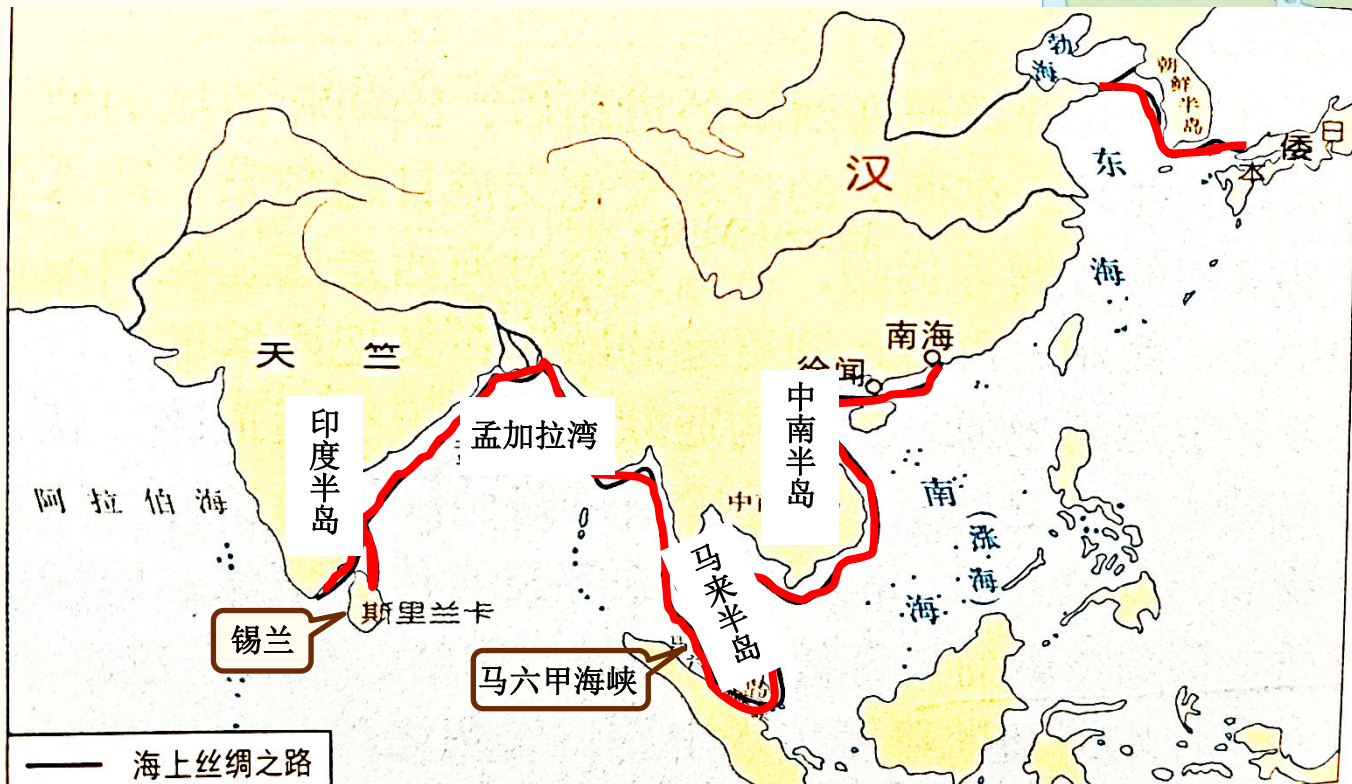 勃海
朝鲜半岛
日本
倭
汉
东海
南海
徐闻
天竺
中南半岛
印度半岛
孟加拉湾
阿拉伯海
南海
(涨海)
马来半岛
斯里兰卡
锡兰
马六甲海峡
海上丝绸之路